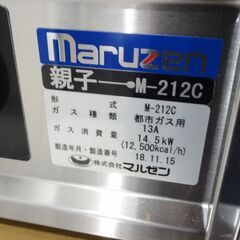 maruzen
親子 M-212C
形式 M-212C
ガス種類 都市ガス用
13A
ガス消費量 14.5kW
(12,500kcal/h)
製造年月・製造番号 18.11.15
株式会社マルゼン